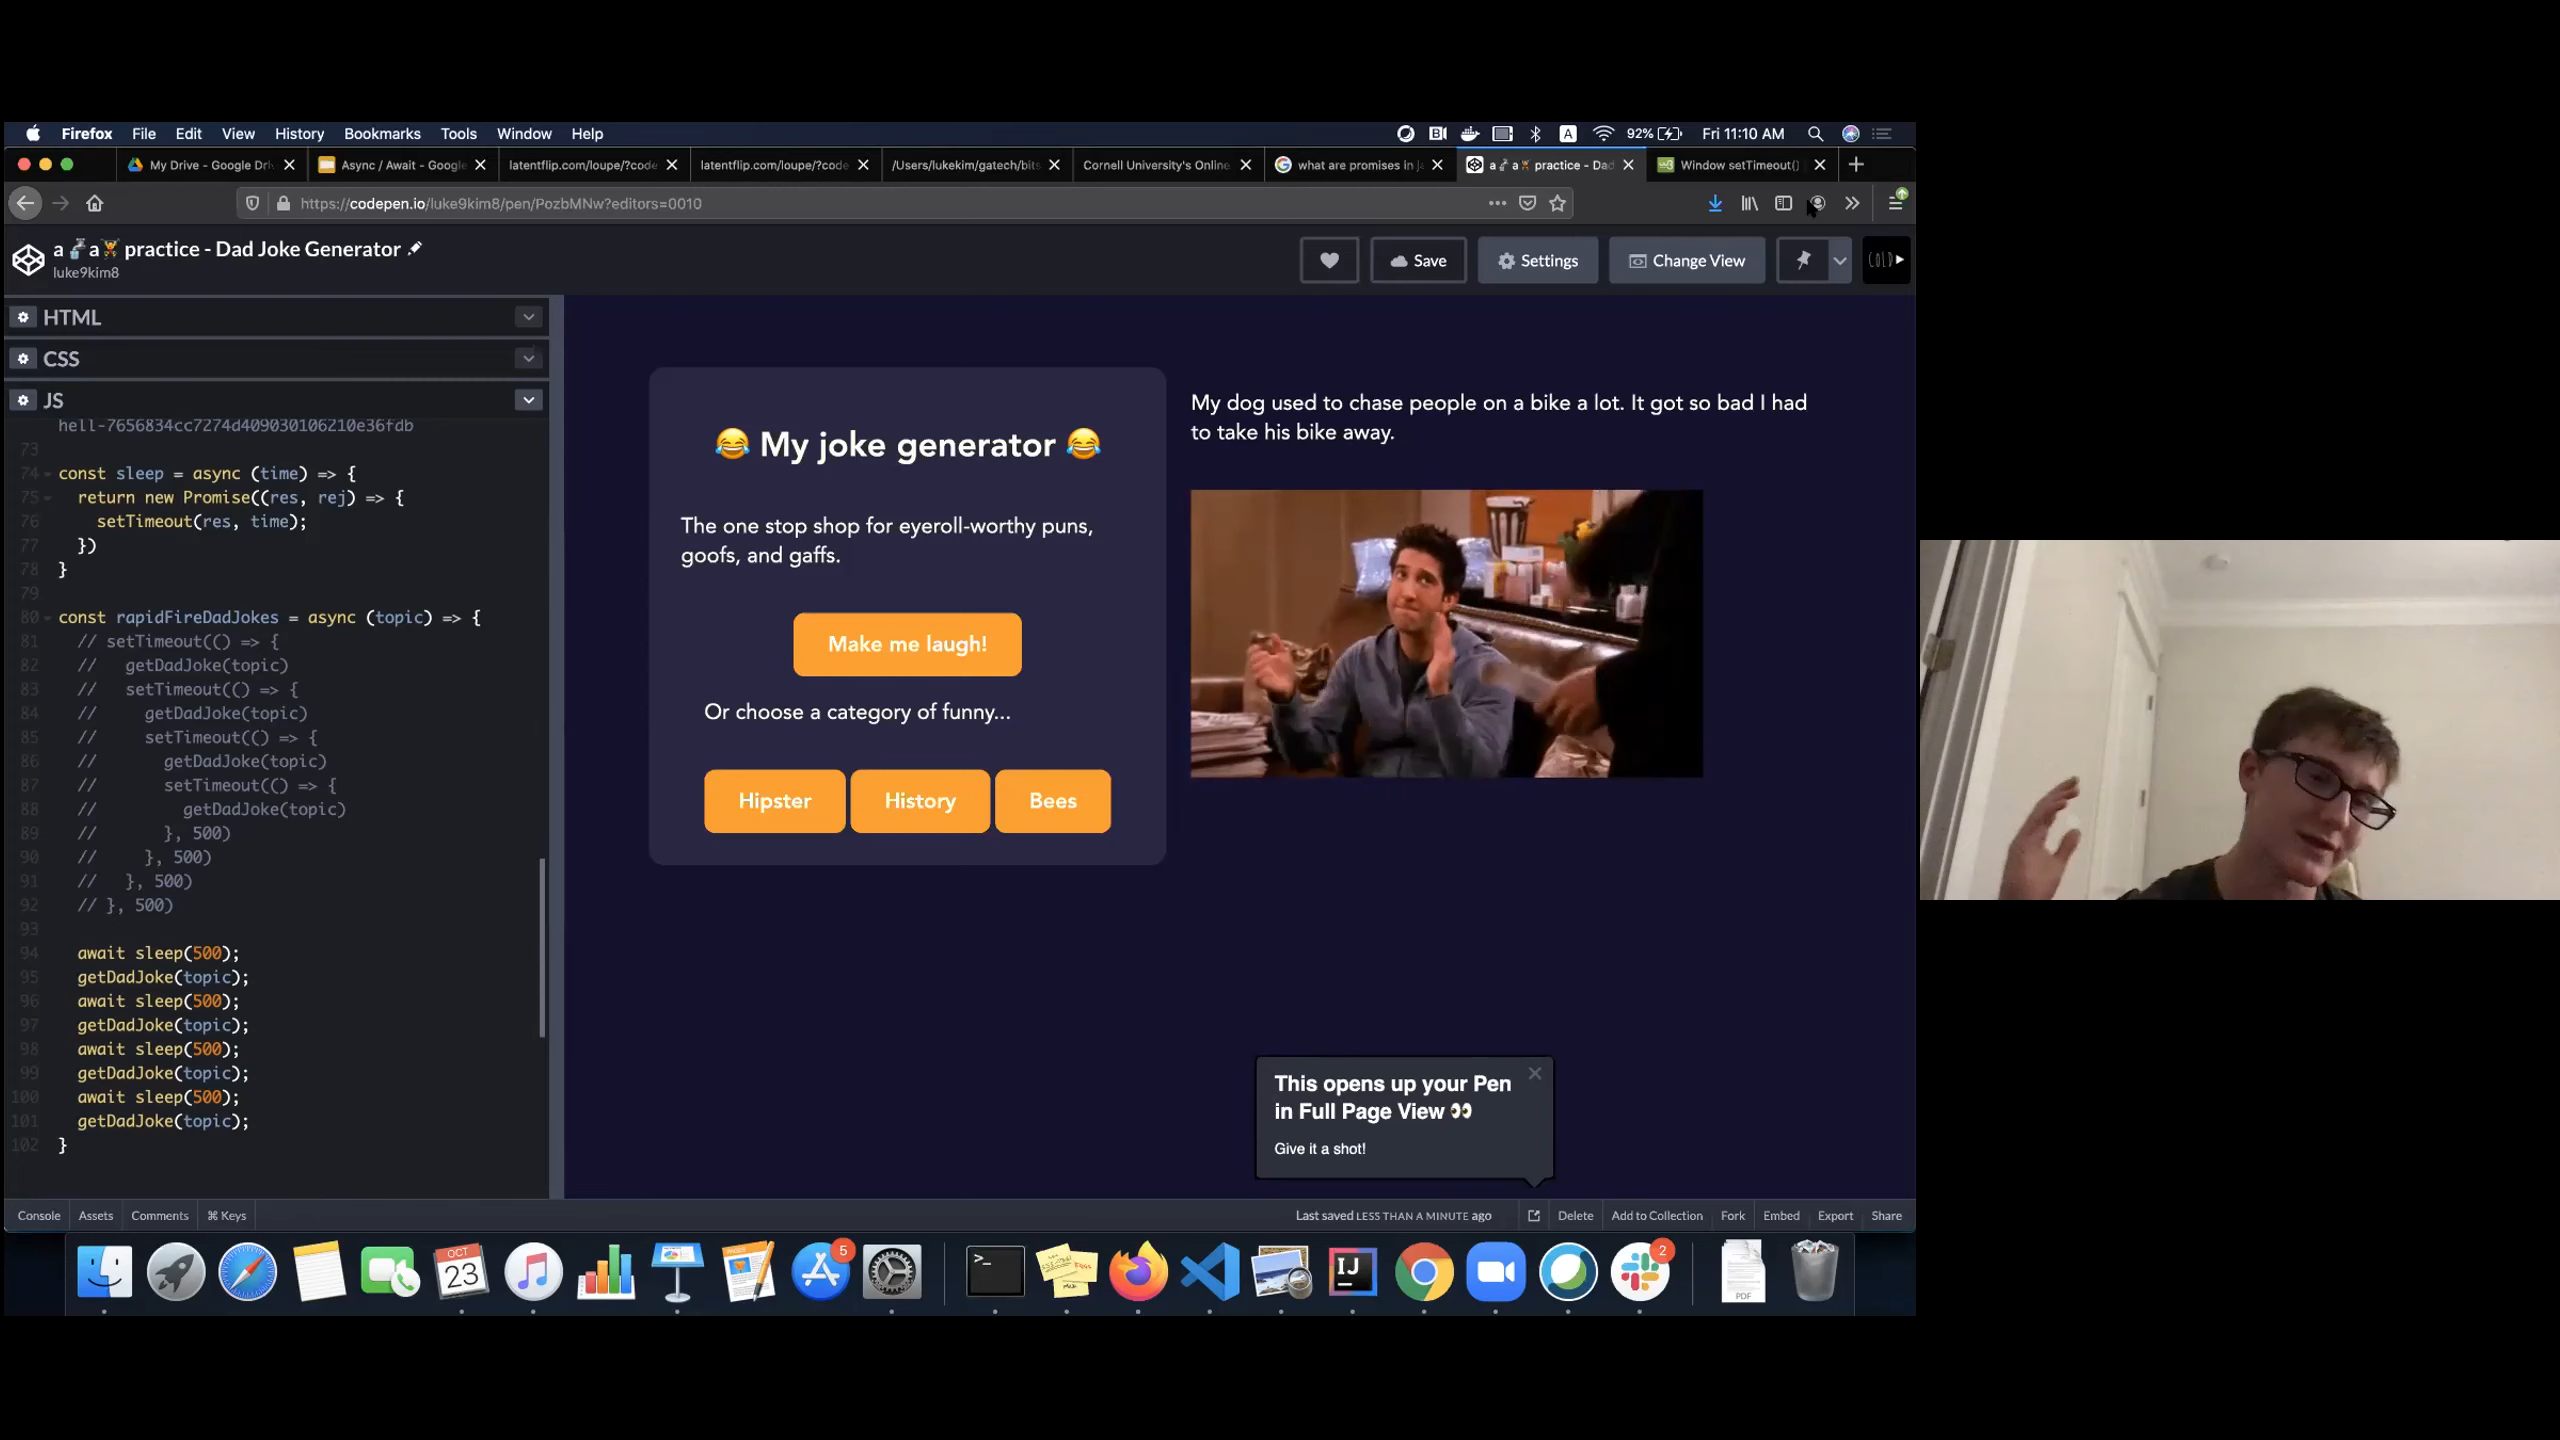 Firefox File Edit View History Bookmarks Tools Window Help
A 92% Fri 11:10 AM
My Drive - Google Dri
Async / Await - Google
latentflip.com/loupe/?code
latentflip.com/loupe/?code
/Users/lukekim/gatech/bits
Cornell University's Online
what are promises in j
practice - Dad
Window setTimeout()
https://codepen.io/luke9kim8/pen/PozbMNw?editors=0010
a 🚰 a 🏋 practice - Dad Joke Generator
luke9kim8
Save
Settings
Change View
HTML
CSS
JS
hell-7656834cc7274d409030106210e36fdb
73
74 const sleep = async (time) => {
75 return new Promise((res, rej) => {
76 setTimeout(res, time);
77 })
78 }
79
80 const rapidFireDadJokes = async (topic) => {
81 // setTimeout(() => {
82 // getDadJoke(topic)
83 // setTimeout(() => {
84 // getDadJoke(topic)
85 // setTimeout(() => {
86 // getDadJoke(topic)
87 // setTimeout(() => {
88 // getDadJoke(topic)
89 // }, 500)
90 // }, 500)
91 // }, 500)
92 // }, 500)
93
94 await sleep(500);
95 getDadJoke(topic);
96 await sleep(500);
97 getDadJoke(topic);
98 await sleep(500);
99 getDadJoke(topic);
100 await sleep(500);
101 getDadJoke(topic);
102 }
😂 My joke generator 😂
The one stop shop for eyeroll-worthy puns,
goofs, and gaffs.
Make me laugh!
Or choose a category of funny...
Hipster
History
Bees
My dog used to chase people on a bike a lot. It got so bad I had
to take his bike away.
This opens up your Pen
in Full Page View 👀
Give it a shot!
Console Assets Comments ⌘ Keys
Last saved LESS THAN A MINUTE ago
Delete Add to Collection Fork Embed Export Share
OCT
23
5
>_
IJ
2
PDF